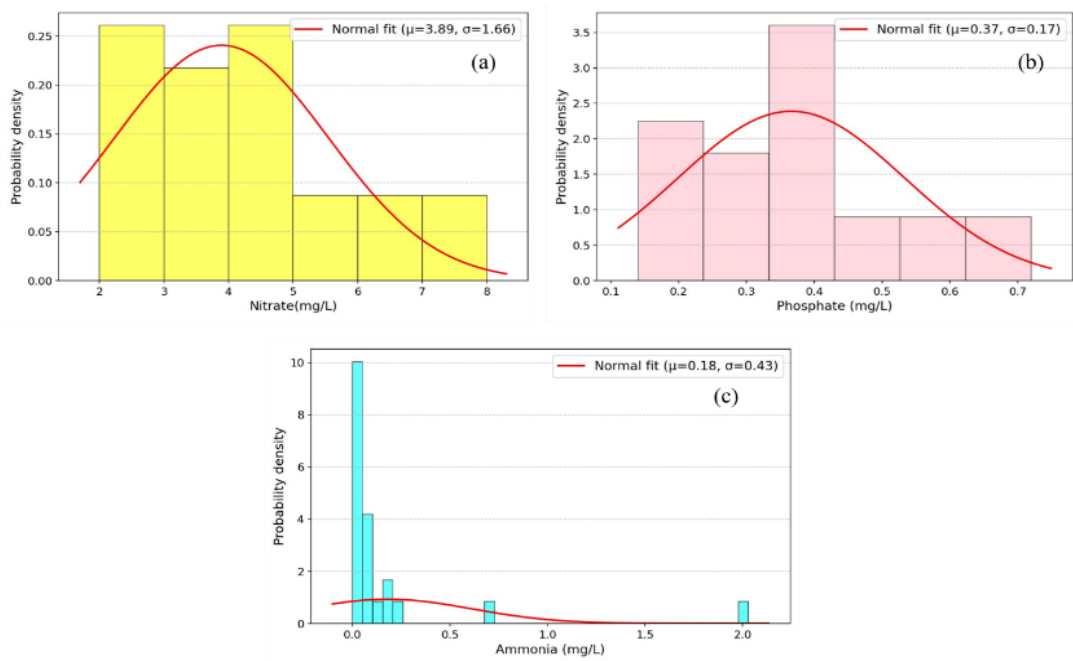 Normal fit (μ=3.89, σ=1.66)
(a)
Probability density
0.25
0.20
0.15
0.10
0.05
0.00
2 3 4 5 6 7 8
Nitrate(mg/L)
Normal fit (μ=0.37, σ=0.17)
(b)
Probability density
3.5
3.0
2.5
2.0
1.5
1.0
0.5
0.0
0.1 0.2 0.3 0.4 0.5 0.6 0.7
Phosphate (mg/L)
Normal fit (μ=0.18, σ=0.43)
(c)
Probability density
10
8
6
4
2
0
0.0 0.5 1.0 1.5 2.0
Ammonia (mg/L)